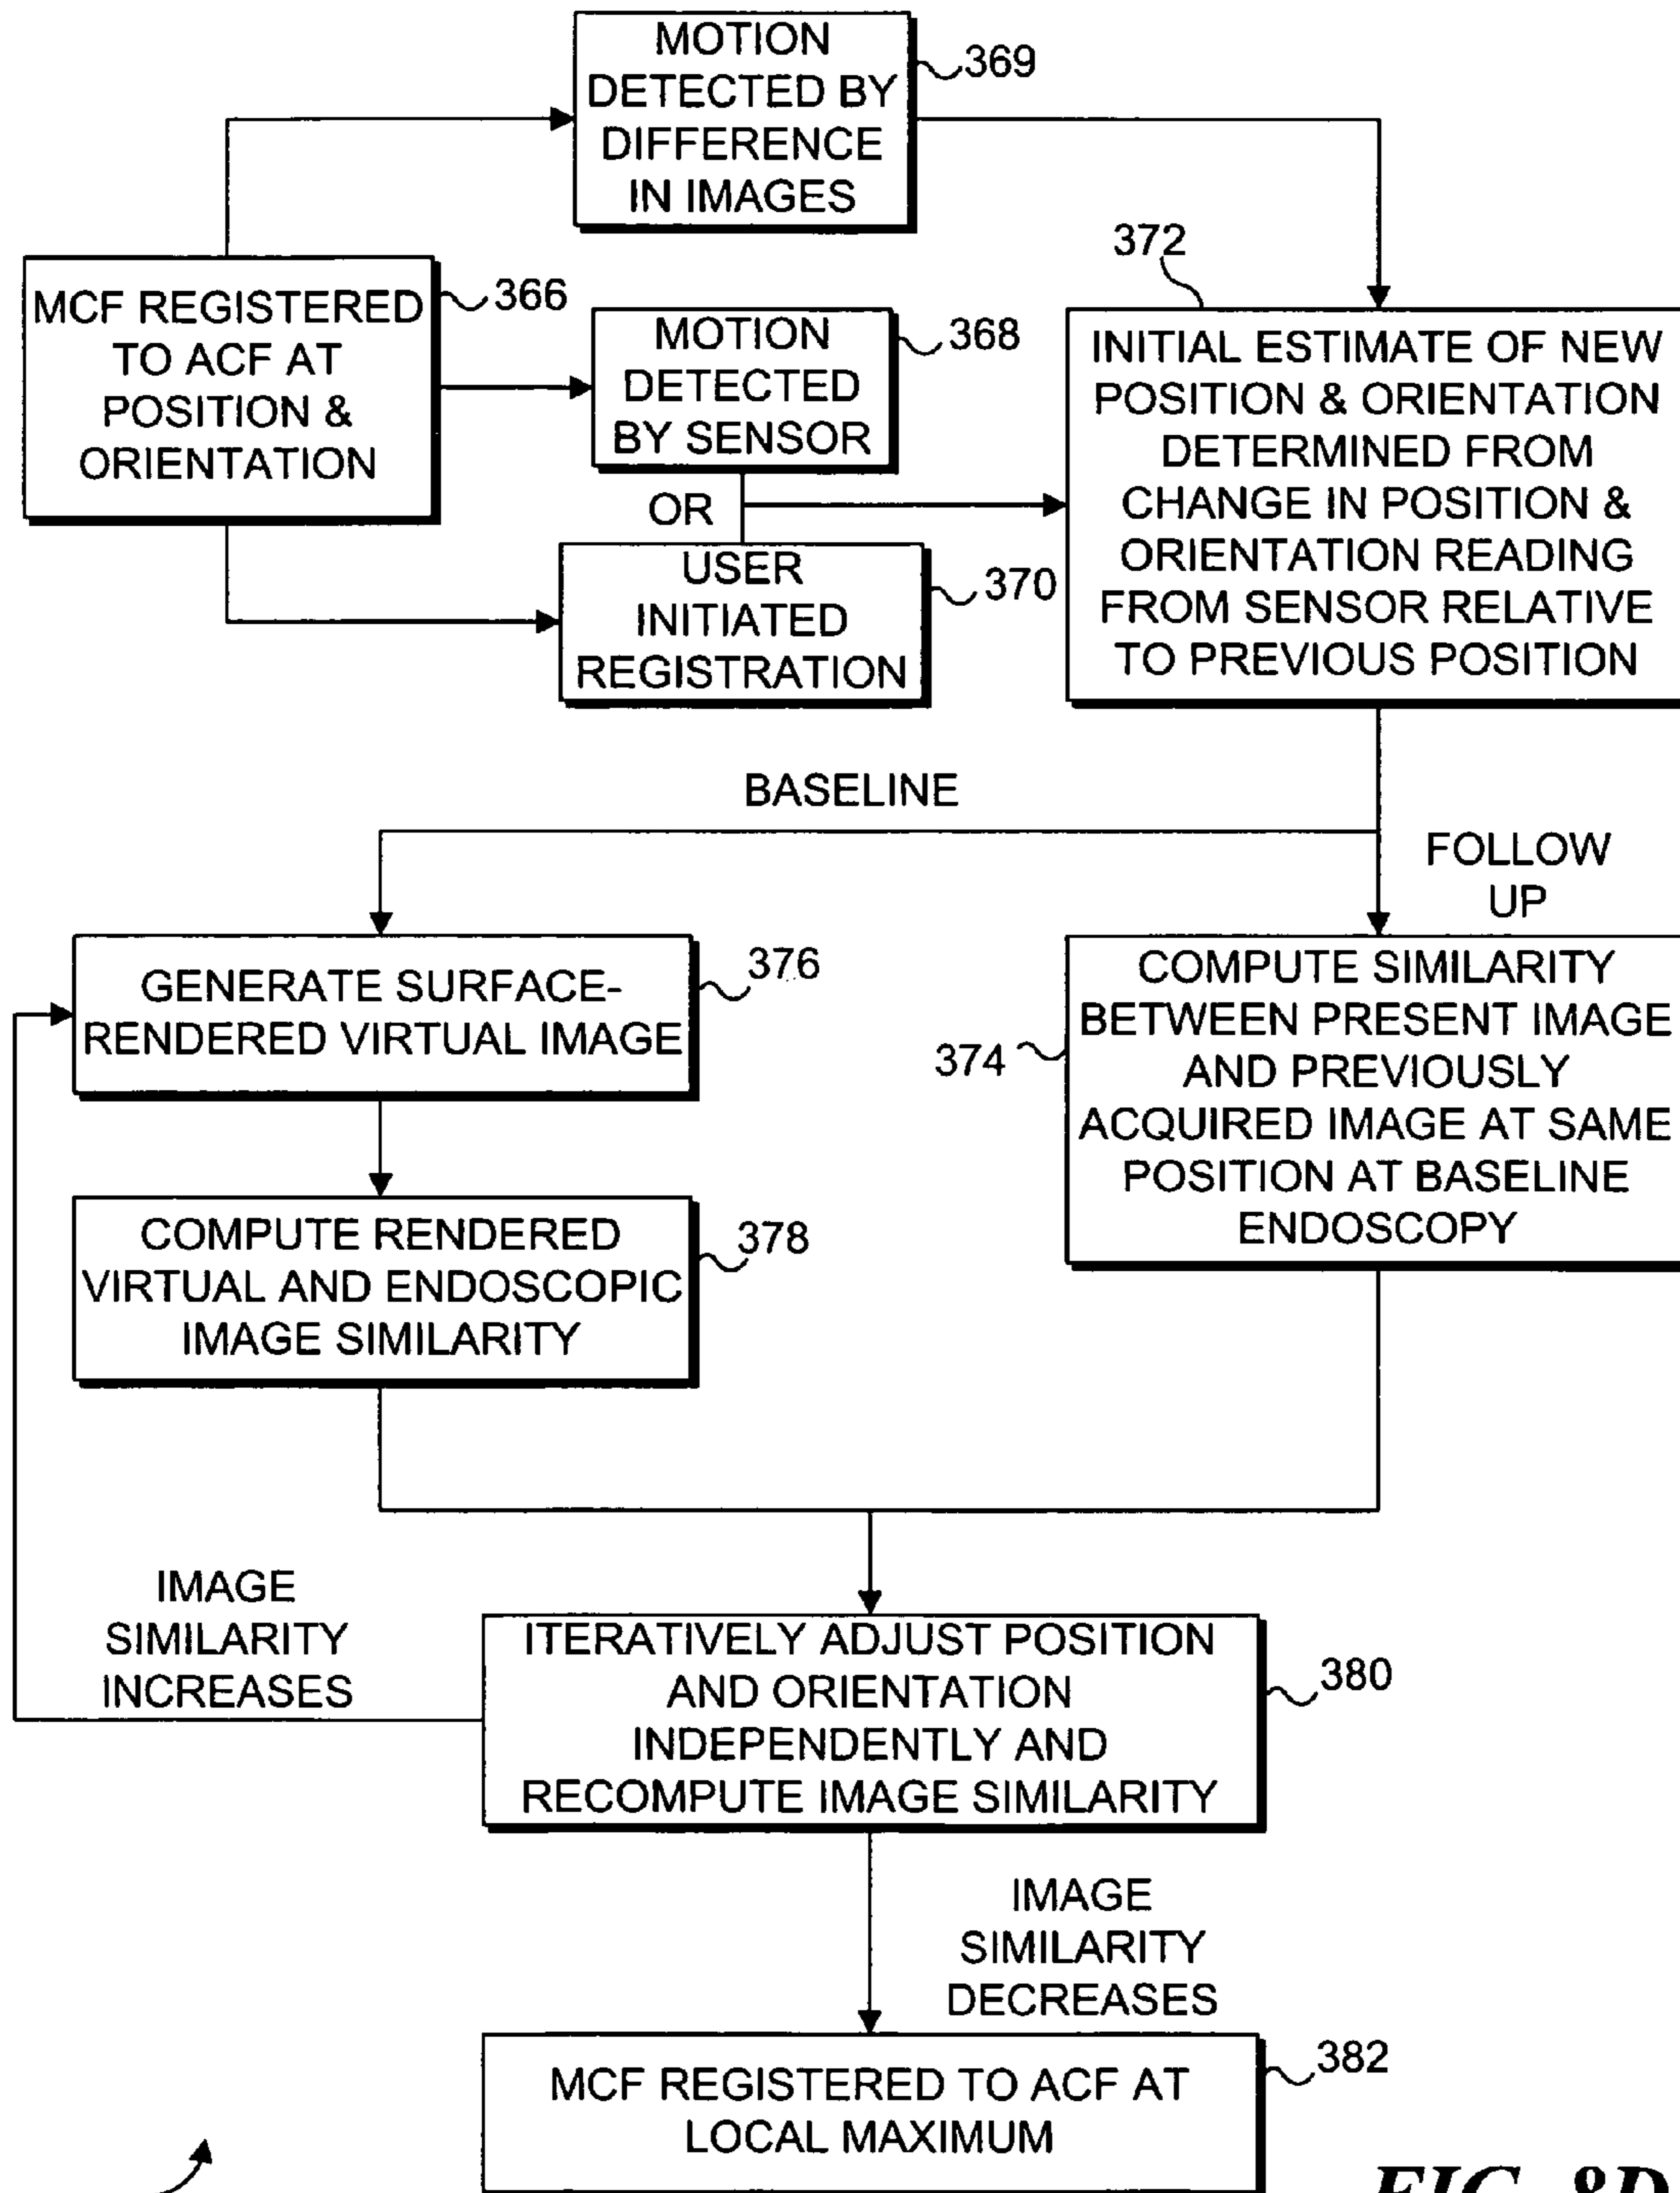 MOTION
DETECTED BY
DIFFERENCE
IN IMAGES
369
MCF REGISTERED
TO ACF AT
POSITION &
ORIENTATION
366
MOTION
DETECTED
BY SENSOR
368
OR
USER
INITIATED
REGISTRATION
370
372
INITIAL ESTIMATE OF NEW
POSITION & ORIENTATION
DETERMINED FROM
CHANGE IN POSITION &
ORIENTATION READING
FROM SENSOR RELATIVE
TO PREVIOUS POSITION
BASELINE
FOLLOW
UP
GENERATE SURFACE-
RENDERED VIRTUAL IMAGE
376
COMPUTE SIMILARITY
BETWEEN PRESENT IMAGE
AND PREVIOUSLY
ACQUIRED IMAGE AT SAME
POSITION AT BASELINE
ENDOSCOPY
374
COMPUTE RENDERED
VIRTUAL AND ENDOSCOPIC
IMAGE SIMILARITY
378
IMAGE
SIMILARITY
INCREASES
ITERATIVELY ADJUST POSITION
AND ORIENTATION
INDEPENDENTLY AND
RECOMPUTE IMAGE SIMILARITY
380
IMAGE
SIMILARITY
DECREASES
MCF REGISTERED TO ACF AT
LOCAL MAXIMUM
382
FIG. 8D